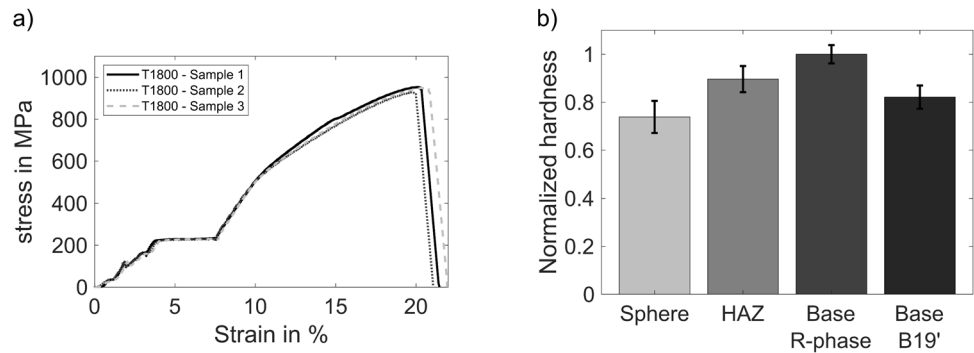 a)
stress in MPa
1000
800
600
400
200
0
T1800 - Sample 1
T1800 - Sample 2
T1800 - Sample 3
0 5 10 15 20
Strain in %
b)
Normalized hardness
1
0.8
0.6
0.4
0.2
0
Sphere HAZ Base Base
R-phase B19'